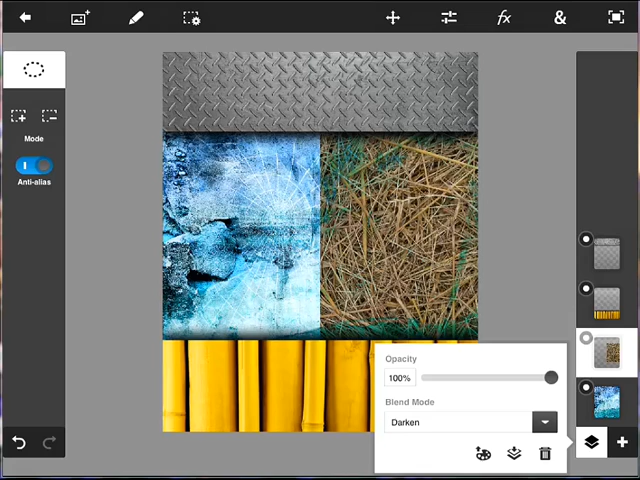 fx
&
Mode
Anti-alias
Opacity
100%
Blend Mode
Darken